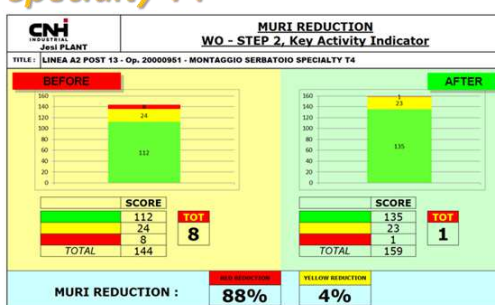 Specialty T4
CNH
INDUSTRIAL
Jesi PLANT
MURI REDUCTION
WO - STEP 2, Key Activity Indicator
TITLE: LINEA A2 POST 13 - Op. 20000951 - MONTAGGIO SERBATOIO SPECIALTY T4
BEFORE
160
140
120
100
80
60
40
20
0
8
24
112
SCORE
112
24
8
TOTAL 144
TOT
8
AFTER
160
140
120
100
80
60
40
20
0
1
23
135
SCORE
135
23
1
TOTAL 159
TOT
1
MURI REDUCTION :
RED REDUCTION
88%
YELLOW REDUCTION
4%